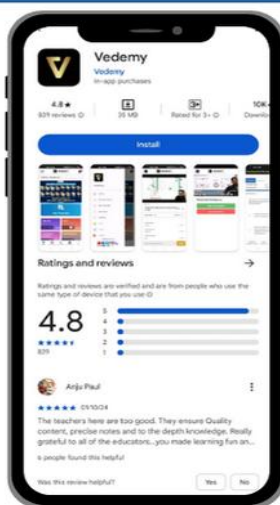 Vedemy
Vedemy
In-app purchases
4.8★
839 reviews
35 MB
Rated for 3+
10K+
Downlo
Install
Ratings and reviews
Ratings and reviews are verified and are from people who use the
same type of device that you use
4.8
5
4
3
2
1
829
Anju Paul
01/10/24
The teachers here are too good. They ensure Quality
content, precise notes and to the depth knowledge. Really
grateful to all of the educators...you made learning fun an...
people found this helpful
Was this review helpful?
Yes
No